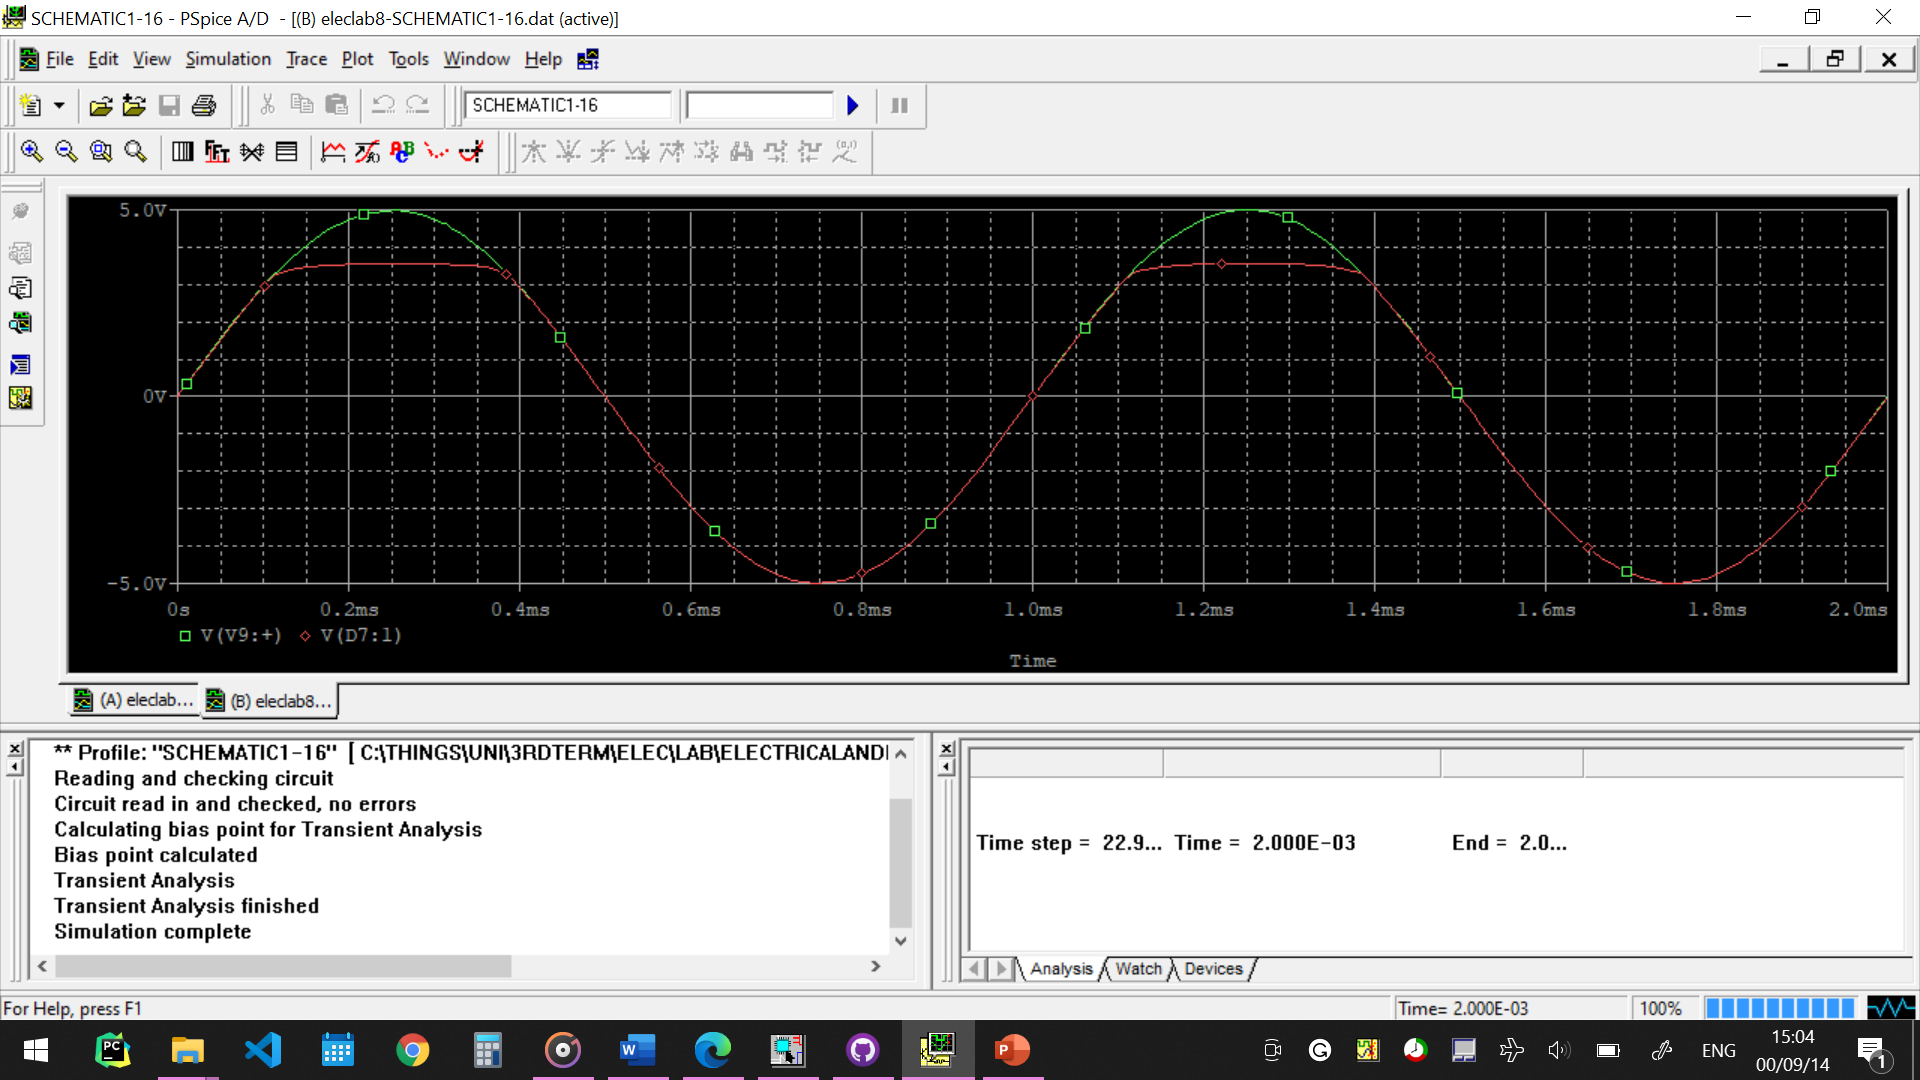 SCHEMATIC1-16 - PSpice A/D - [(B) eleclab8-SCHEMATIC1-16.dat (active)]
File Edit View Simulation Trace Plot Tools Window Help
SCHEMATIC1-16
5.0V
0V
-5.0V
0s 0.2ms 0.4ms 0.6ms 0.8ms 1.0ms 1.2ms 1.4ms 1.6ms 1.8ms 2.0ms
V(V9:+) V(D7:1)
Time
(A) eleclab... (B) eleclab8...
** Profile: "SCHEMATIC1-16" [ C:\THINGS\UNI\3RDTERM\ELEC\LAB\ELECTRICALAND
Reading and checking circuit
Circuit read in and checked, no errors
Calculating bias point for Transient Analysis
Bias point calculated
Transient Analysis
Transient Analysis finished
Simulation complete
Time step = 22.9... Time = 2.000E-03 End = 2.0...
Analysis Watch Devices
For Help, press F1
Time= 2.000E-03 100%
ENG
15:04
00/09/14
1